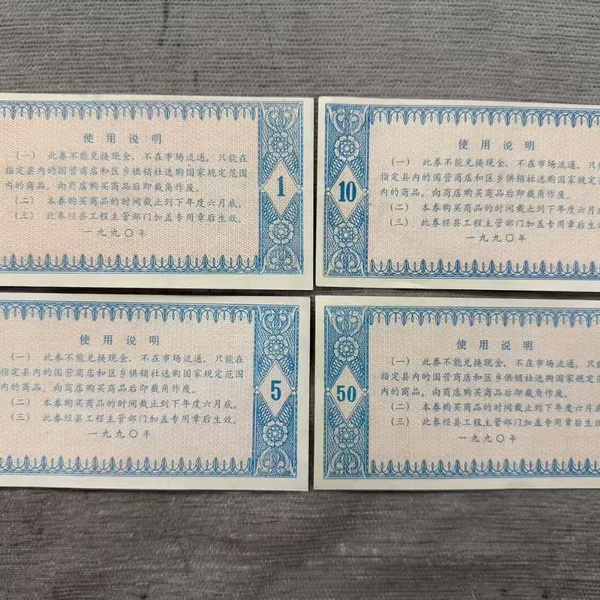 使用说明
(一) 此券不能兑换现金，不在市场流通，只能在
指定县内的国营商店和区乡供销社选购国家规定范围
内的商品。向商店购买商品后即截角作废。
(二) 本券购买商品的时间截止到下年度六月底。
(三) 此券经县工程主管部门加盖专用章后生效。
一九九〇年
1
10
使用说明
(一) 此券不能兑换现金，不在市场流通，
指定县内的国营商店和区乡供销社选购国家规
内的商品。向商店购买商品后即截角作废。
(二) 本券购买商品的时间截止到下年度六
(三) 此券经县工程主管部门加盖专用章后
一九九〇年
使用说明
(一) 此券不能兑换现金，不在市场流通，只能在
指定县内的国营商店和区乡供销社选购国家规定范围
内的商品。向商店购买商品后即截角作废。
(二) 本券购买商品的时间截止到下年度六月底。
(三) 此券经县工程主管部门加盖专用章后生效。
一九九〇年
5
50
使用说明
(一) 此券不能兑换现金，不在市场流通，
指定县内的国营商店和区乡供销社选购国家规定
内的商品。向商店购买商品后即截角作废。
(二) 本券购买商品的时间截止到下年度六
(三) 此券经县工程主管部门加盖专用章后
一九九〇年